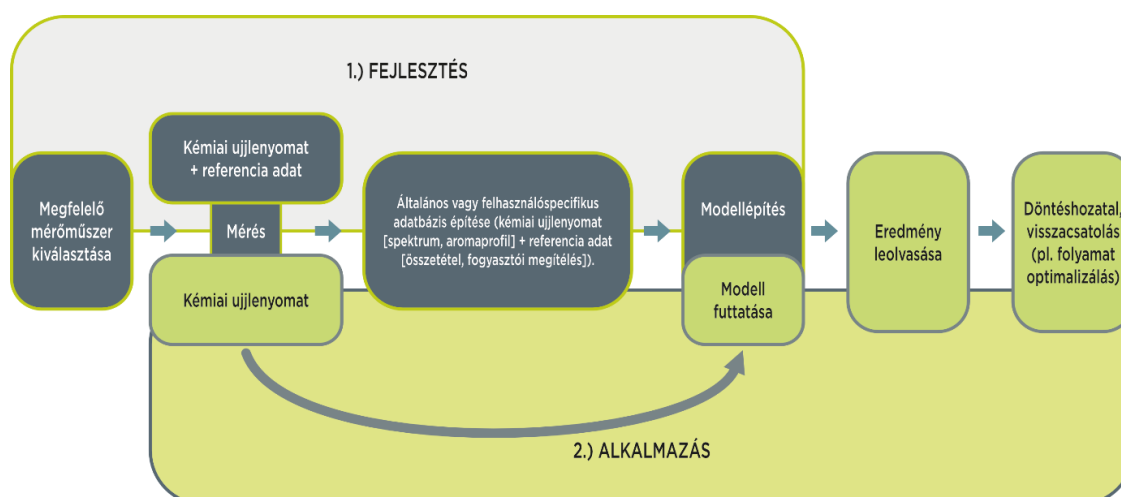 1.) FEJLESZTÉS
Kémiai ujjlenyomat
+ referencia adat
Megfelelő
mérőműszer
kiválasztása
Mérés
Kémiai ujjlenyomat
Általános vagy felhasználóspecifikus
adatbázis építése (kémiai ujjlenyomat
[spektrum, aromaprofil] + referencia adat
[összetétel, fogyasztói megítélés]).
Modellépítés
Modell
futtatása
Eredmény
leolvasása
Döntéshozatal,
visszacsatolás
(pl. folyamat
optimalizálás)
2.) ALKALMAZÁS